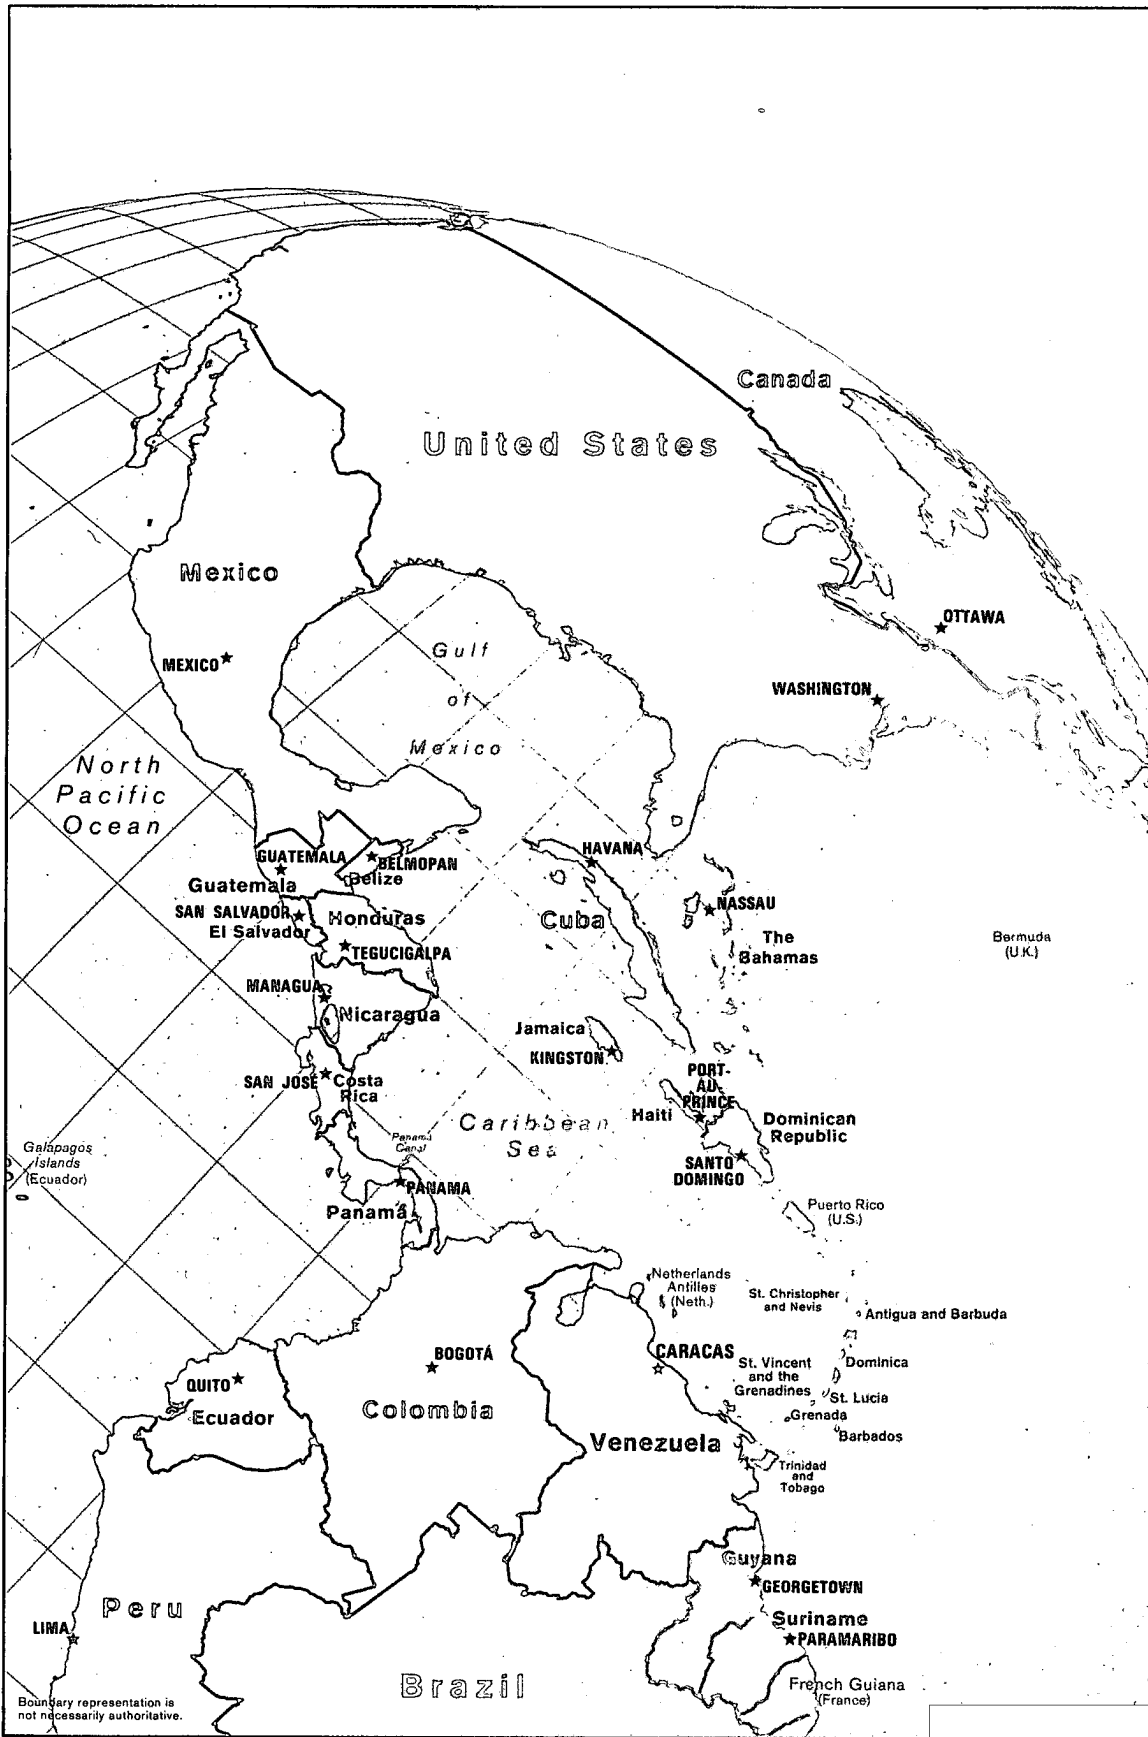 Canada
United States
Mexico
OTTAWA
Gulf
of
Mexico
MEXICO
WASHINGTON
North
Pacific
Ocean
GUATEMALA
BELMOPAN
Belize
Guatemala
HAVANA
SAN SALVADOR
El Salvador
Honduras
Cuba
NASSAU
The
Bahamas
Bermuda
(U.K.)
TEGUCIGALPA
MANAGUA
Nicaragua
Jamaica
KINGSTON
SAN JOSÉ
Costa
Rica
PORT-
AU
PRINCE
Haiti
Dominican
Republic
Caribbean
Sea
Panama
Canal
Galapagos
Islands
(Ecuador)
SANTO
DOMINGO
PANAMA
Panamá
Puerto Rico
(U.S.)
Netherlands
Antilles
(Neth.)
St. Christopher
and Nevis
Antigua and Barbuda
BOGOTÁ
CARACAS
St. Vincent
and the
Grenadines
Dominica
QUITO
Ecuador
Colombia
St. Lucia
Grenada
Barbados
Venezuela
Trinidad
and
Tobago
Guyana
GEORGETOWN
Peru
Suriname
LIMA
PARAMARIBO
Brazil
French Guiana
(France)
Boundary representation is
not necessarily authoritative.